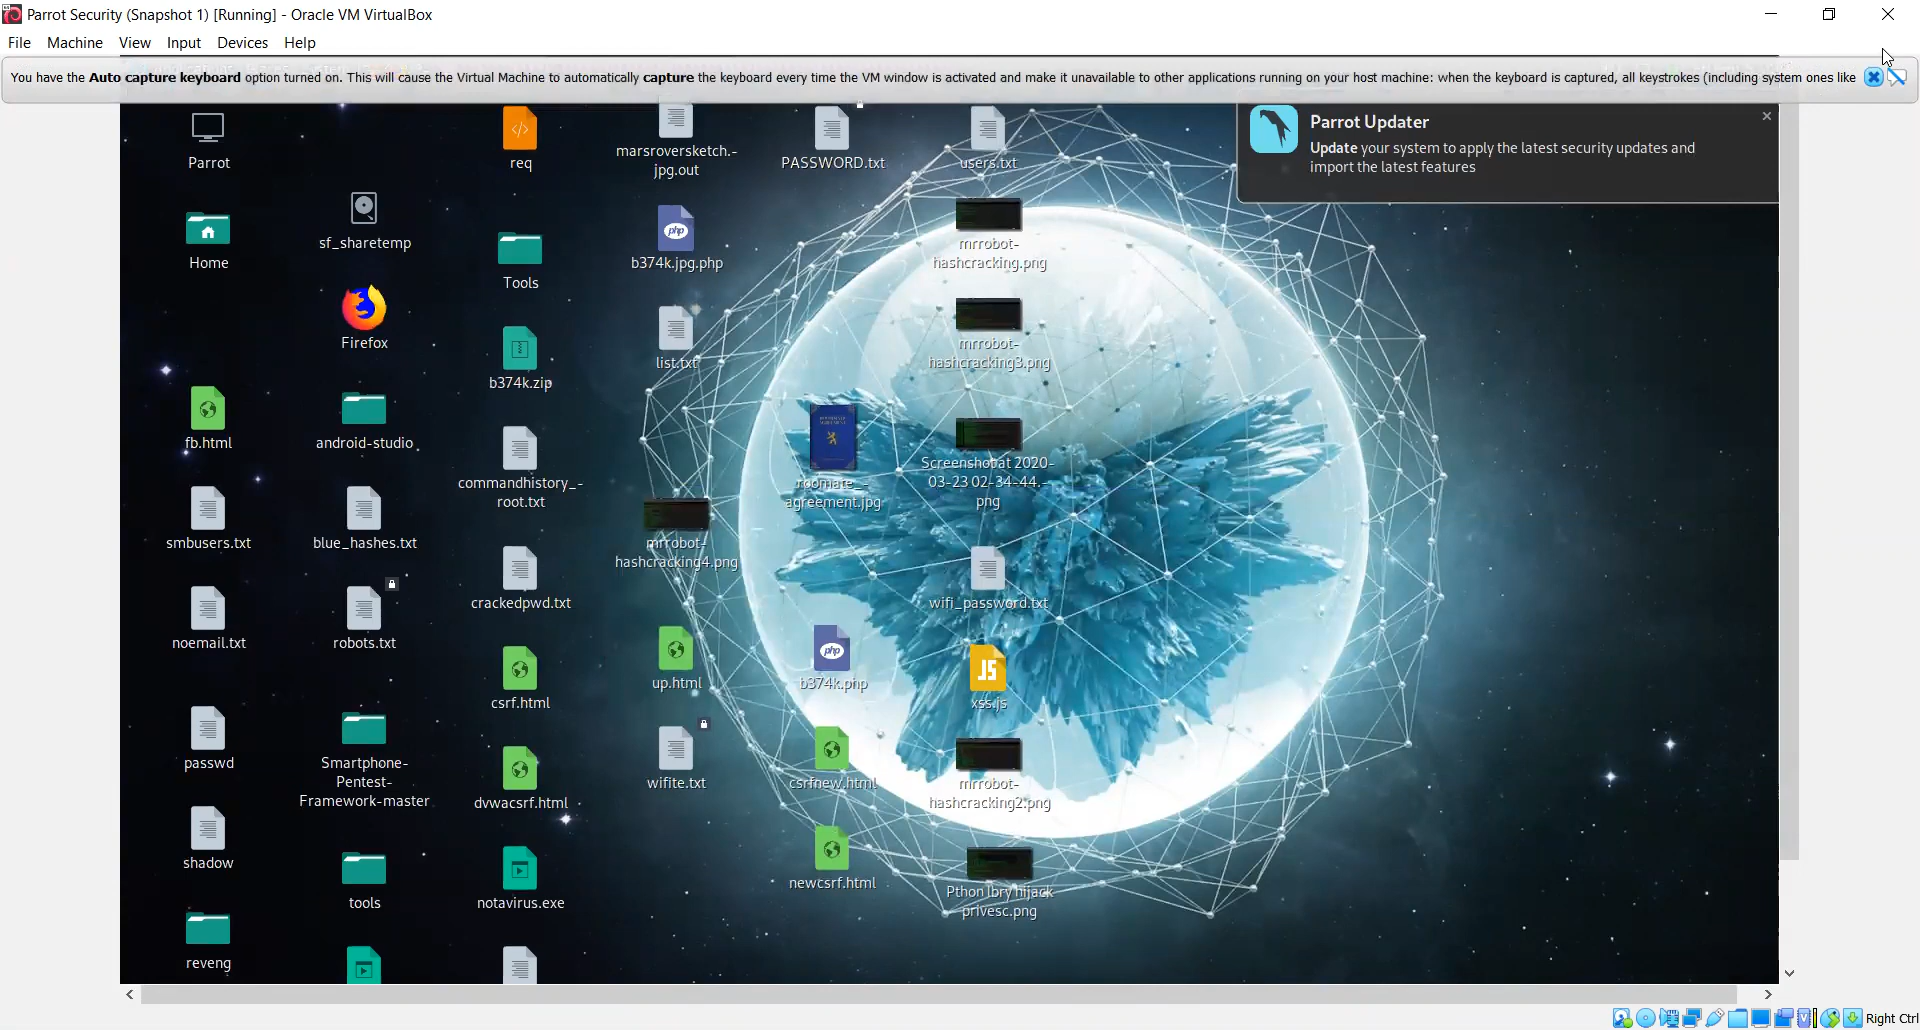 Parrot Security (Snapshot 1) [Running] - Oracle VM VirtualBox
File Machine View Input Devices Help
You have the Auto capture keyboard option turned on. This will cause the Virtual Machine to automatically capture the keyboard every time the VM window is activated and make it unavailable to other applications running on your host machine: when the keyboard is captured, all keystrokes (including system ones like
Parrot Updater
Update your system to apply the latest security updates and
import the latest features
Parrot
Home
fb.html
smbusers.txt
noemail.txt
passwd
shadow
reveng
sf_sharetemp
Firefox
android-studio
blue_hashes.txt
robots.txt
Smartphone-
Pentest-
Framework-master
tools
req
Tools
b374k.zip
commandhistory_-
root.txt
crackedpwd.txt
csrf.html
dvwacsrf.html
notavirus.exe
marsroversketch.-
jpg.out
php
b374k.jpg.php
list.txt
mrrobot-
hashcracking4.png
up.html
wifite.txt
PASSWORD.txt
roomate_-
agreement.jpg
php
b374k.php
csrfnew.html
newcsrf.html
users.txt
mrrobot-
hashcracking.png
mrrobot-
hashcracking3.png
Screenshotat 2020-
03-23 02-34-44.-
png
wifi_password.txt
JS
xss.js
mrrobot-
hashcracking2.png
Pthon lbry hijack
privesc.png
Right Ctrl